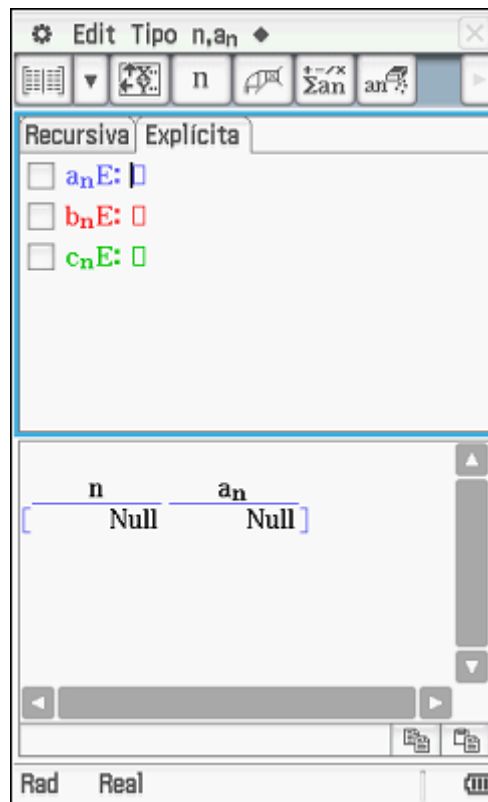 Edit Tipo n,an
n Σan an
Recursiva Explícita
anE:
bnE:
cnE:
n an
Null Null
Rad Real